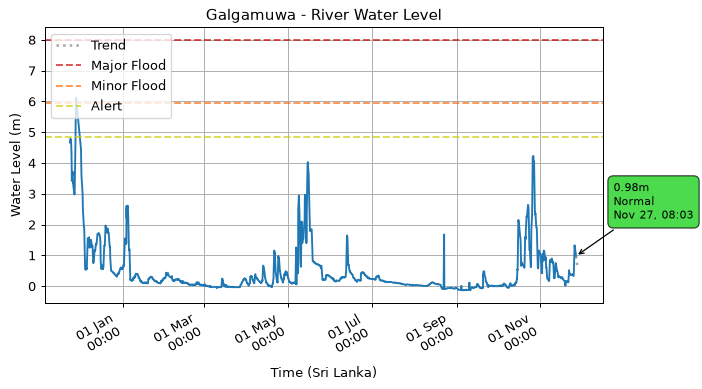 Galgamuwa - River Water Level
Trend
Major Flood
Minor Flood
Alert
Water Level (m)
8
7
6
5
4
3
2
1
0
0.98m
Normal
Nov 27, 08:03
01 Jan
00:00
01 Mar
00:00
01 May
00:00
01 Jul
00:00
01 Sep
00:00
01 Nov
00:00
Time (Sri Lanka)